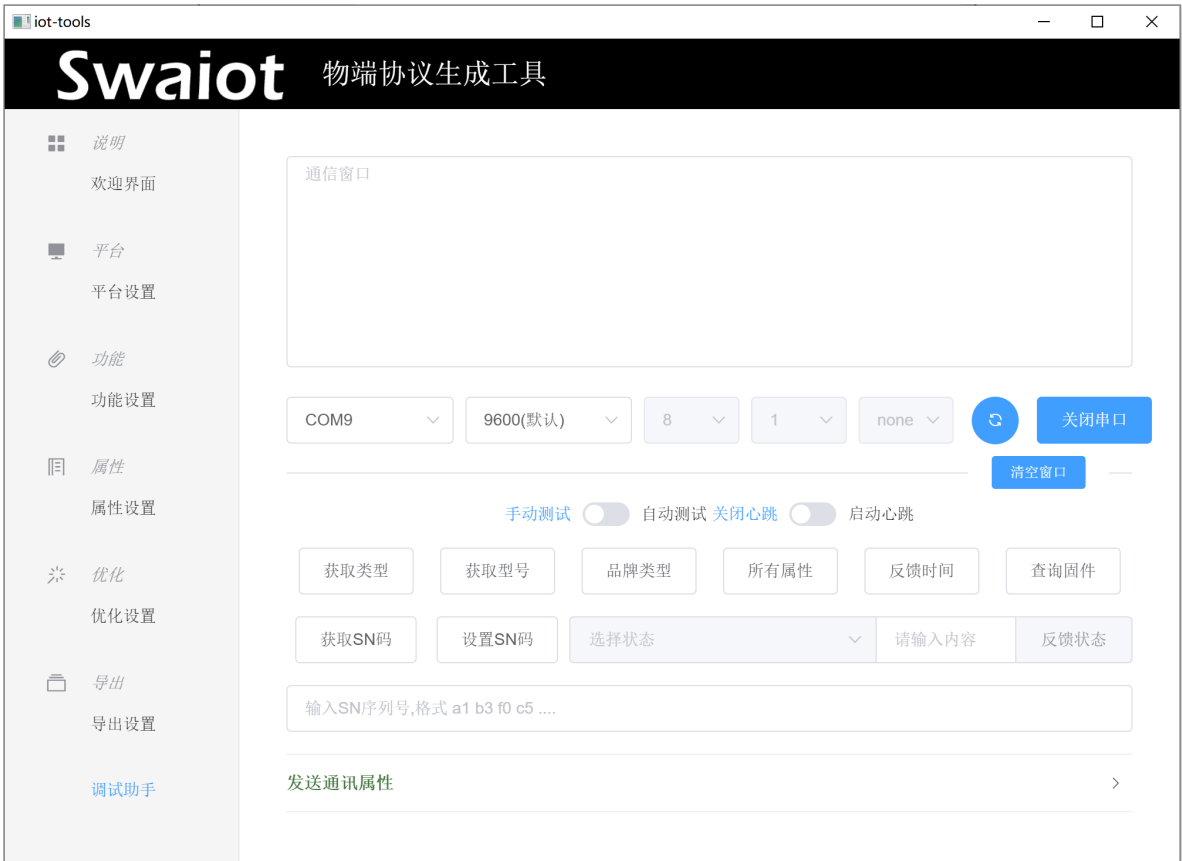 iot-tools
Swaiot 物端协议生成工具
说明
欢迎界面
平台
平台设置
功能
功能设置
属性
属性设置
优化
优化设置
导出
导出设置
调试助手
通信窗口
COM9 9600(默认) 8 1 none 关闭串口
清空窗口
手动测试 自动测试 关闭心跳 启动心跳
获取类型 获取型号 品牌类型 所有属性 反馈时间 查询固件
获取SN码 设置SN码 选择状态 请输入内容 反馈状态
输入SN序列号,格式 a1 b3 f0 c5 ....
发送通讯属性